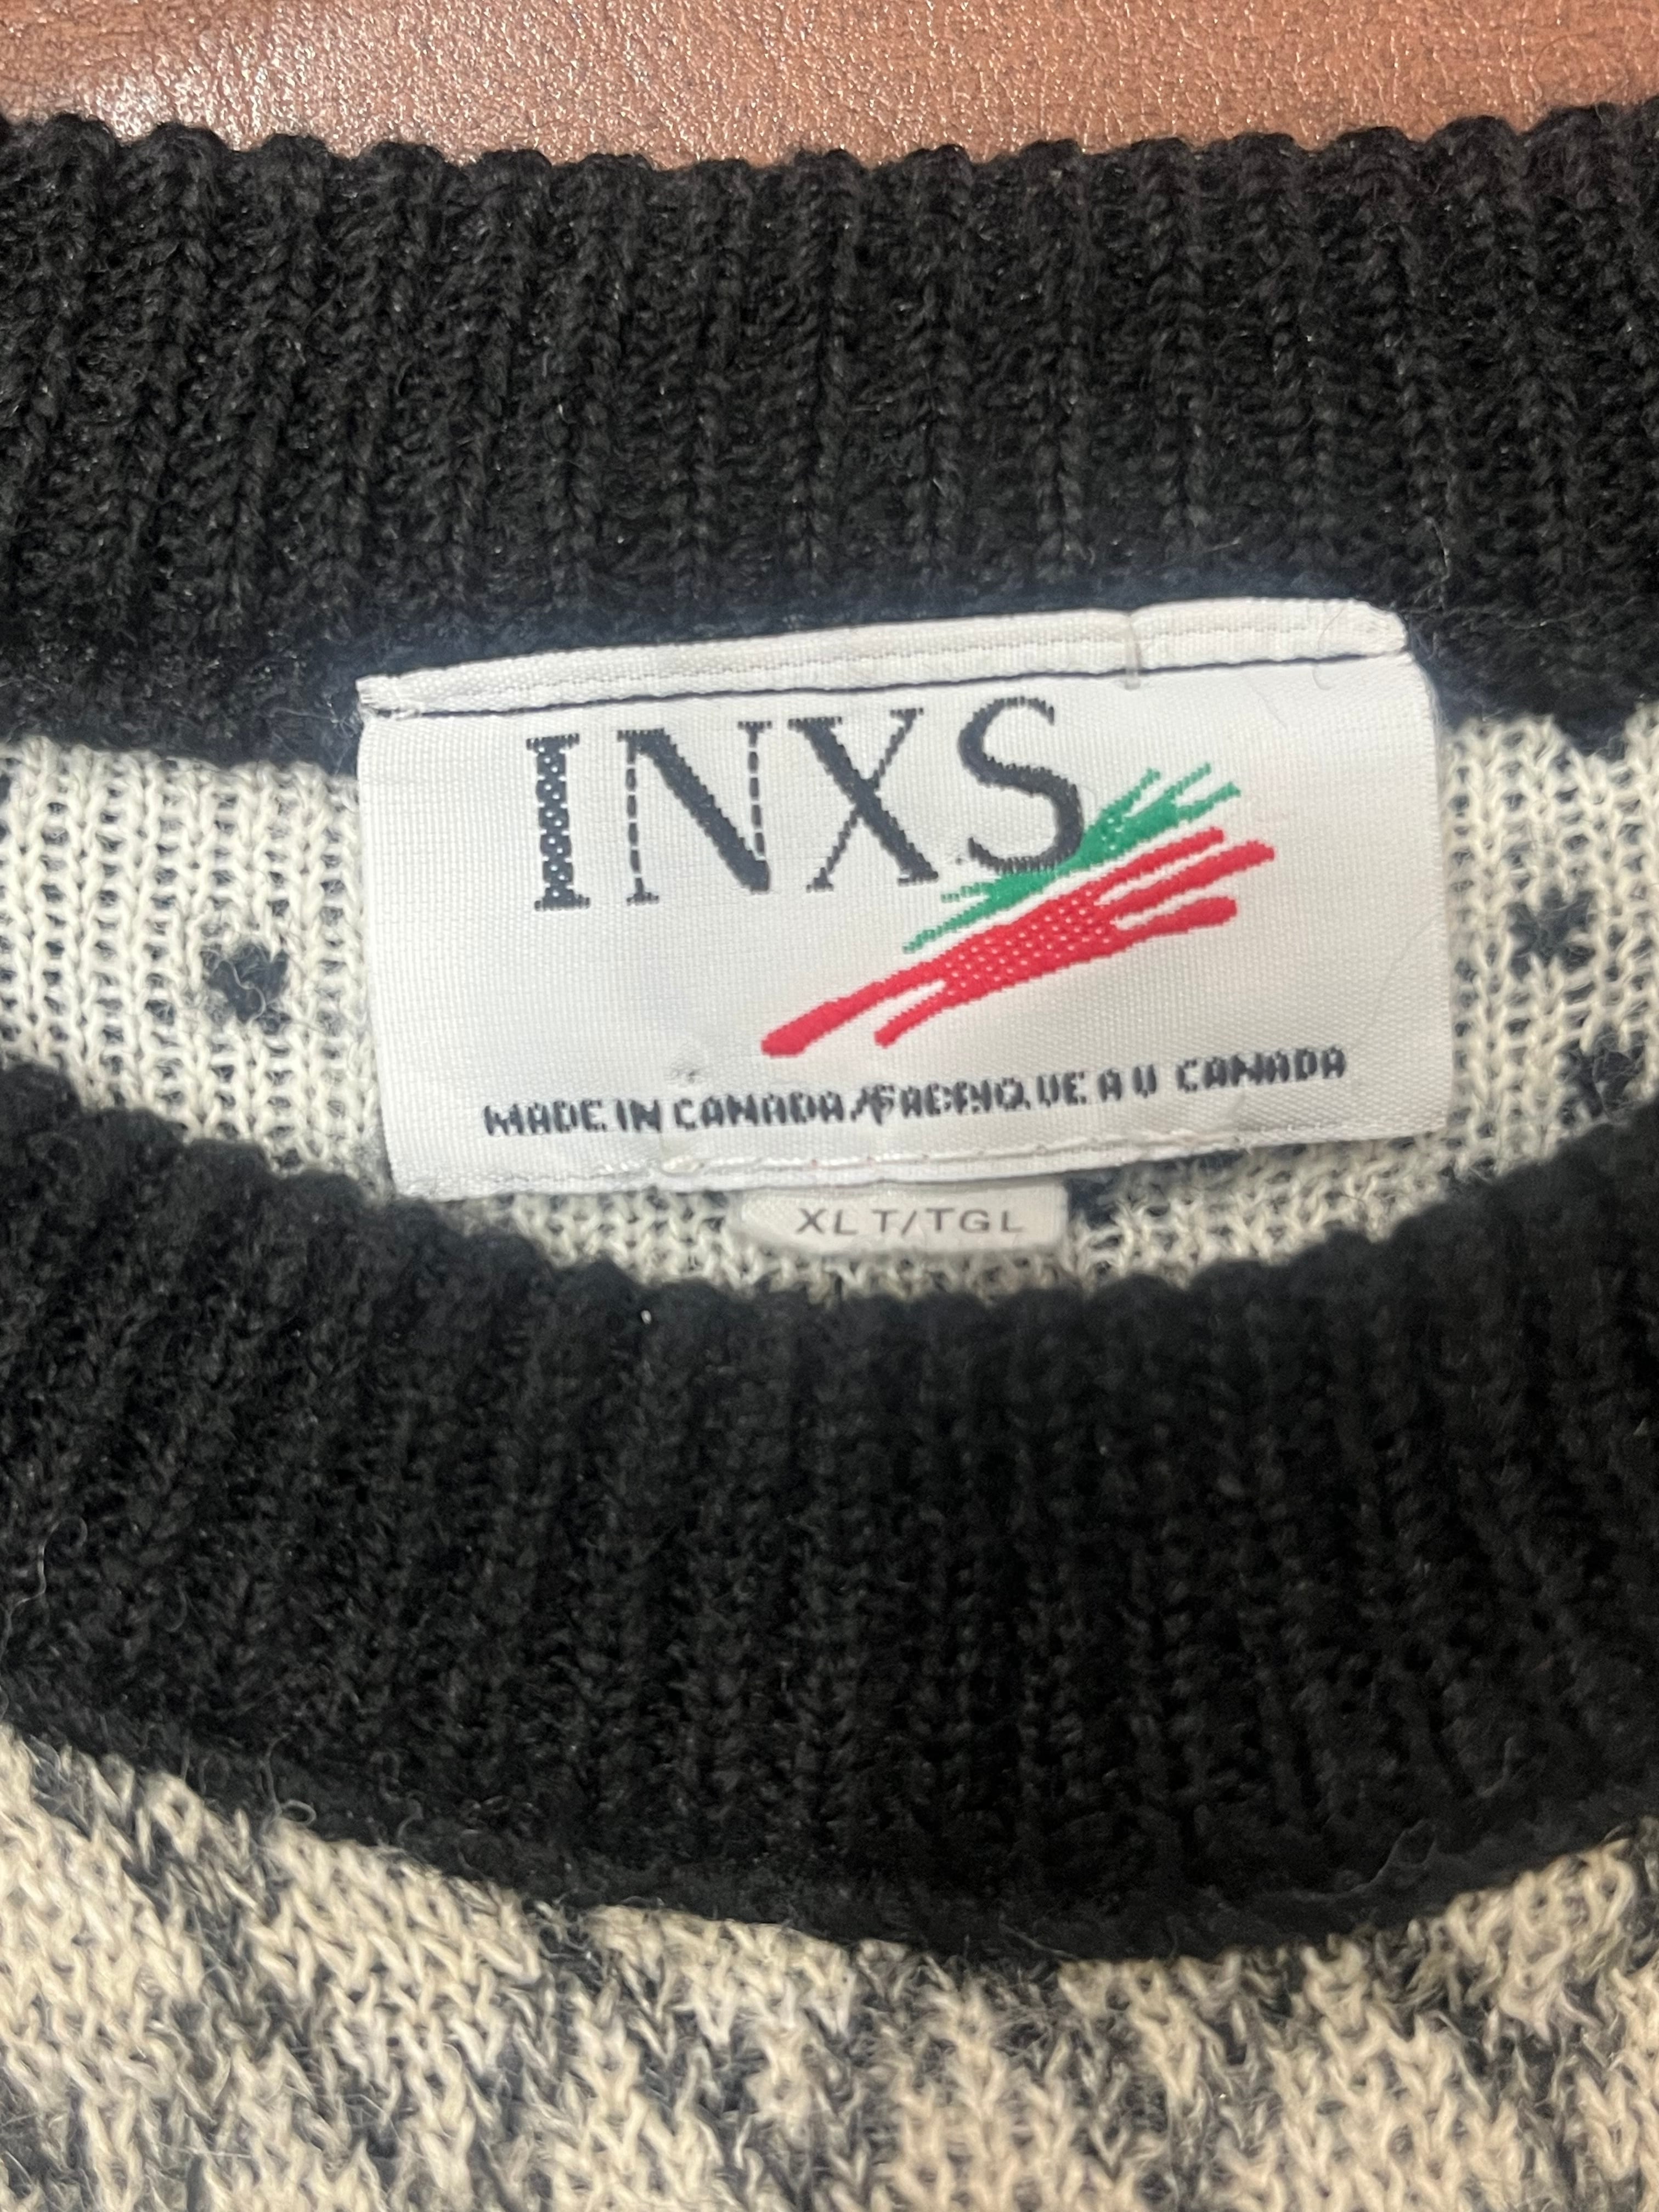 INXS
MADE IN CANADA/FABRIQUE AU CANADA
XL T/TGL